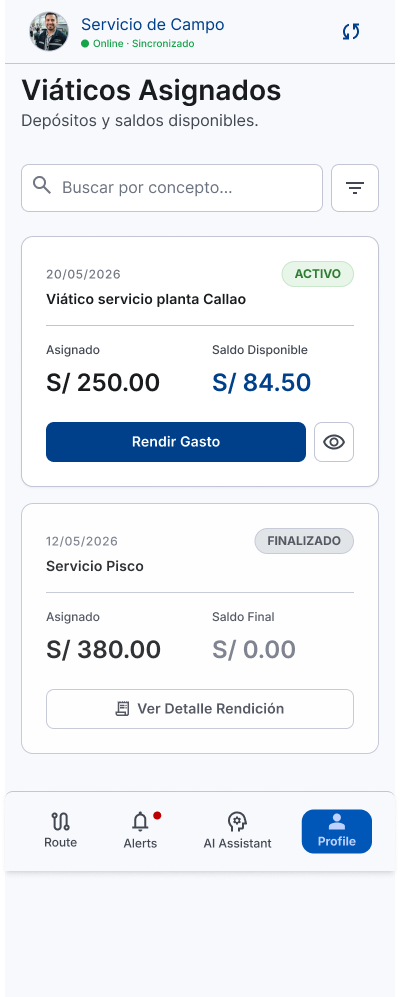 Servicio de Campo
Online · Sincronizado
Viáticos Asignados
Depósitos y saldos disponibles.
Buscar por concepto...
20/05/2026
ACTIVO
Viático servicio planta Callao
Asignado
Saldo Disponible
S/ 250.00
S/ 84.50
Rendir Gasto
12/05/2026
FINALIZADO
Servicio Pisco
Asignado
Saldo Final
S/ 380.00
S/ 0.00
Ver Detalle Rendición
Route
Alerts
AI Assistant
Profile